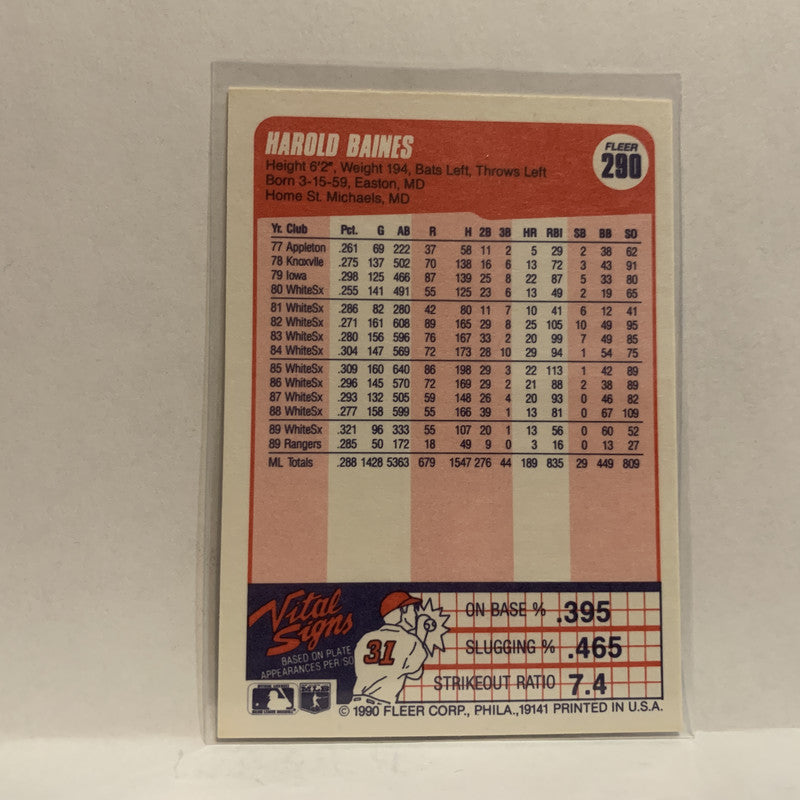 HAROLD BAINES
FLEER
290
Height 6'2", Weight 194, Bats Left, Throws Left
Born 3-15-59, Easton, MD
Home St. Michaels, MD
Yr. Club Pct. G AB R H 2B 3B HR RBI SB BB SO
77 Appleton .261 69 222 37 58 11 2 5 29 2 38 62
78 Knoxvlle .275 137 502 70 138 16 6 13 72 3 43 91
79 Iowa .298 125 466 87 139 25 8 22 87 5 33 80
80 WhiteSx .255 141 491 55 125 23 6 13 49 2 19 65
81 WhiteSx .286 82 280 42 80 11 7 10 41 6 12 41
82 WhiteSx .271 161 608 89 165 29 8 25 105 10 49 95
83 WhiteSx .280 156 596 76 167 33 2 20 99 7 49 85
84 WhiteSx .304 147 569 72 173 28 10 29 94 1 54 75
85 WhiteSx .309 160 640 86 198 29 3 22 113 1 42 89
86 WhiteSx .296 145 570 72 169 29 2 21 88 2 38 89
87 WhiteSx .293 132 505 59 148 26 4 20 93 0 46 82
88 WhiteSx .277 158 599 55 166 39 1 13 81 0 67 109
89 WhiteSx .321 96 333 55 107 20 1 13 56 0 60 52
89 Rangers .285 50 172 18 49 9 0 3 16 0 13 27
ML Totals .288 1428 5363 679 1547 276 44 189 835 29 449 809
Vital Signs
BASED ON PLATE
APPEARANCES PER/SO
31
ON BASE % .395
SLUGGING % .465
STRIKEOUT RATIO 7.4
MLB
© 1990 FLEER CORP., PHILA.,19141 PRINTED IN U.S.A.